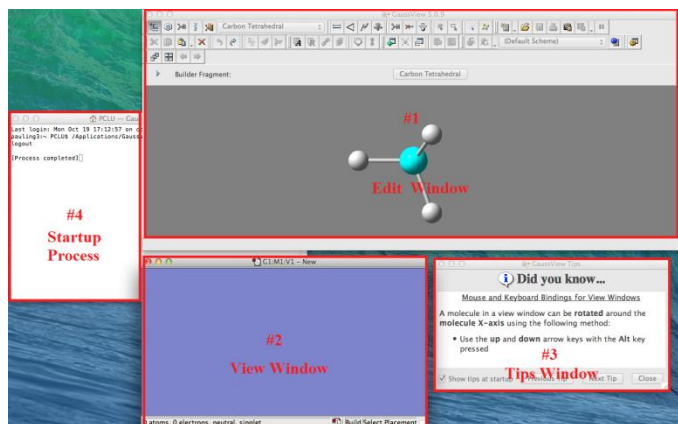 GaussView 5.0.9
Carbon Tetrahedral
(Default Scheme)
Builder Fragment:
Carbon Tetrahedral
#1
Edit Window
PCLU — Gau
Last login: Mon Oct 19 17:12:57 on c
pauling3:~ PCLU$ /Applications/Gauss
logout
[Process completed]
#4
Startup
Process
G1:M1:V1 - New
#2
View Window
0 atoms, 0 electrons, neutral, singlet
Build Select Placement
GaussView Tips
Did you know...
Mouse and Keyboard Bindings for View Windows
A molecule in a view window can be rotated around the
molecule X-axis using the following method:
Use the up and down arrow keys with the Alt key
pressed
#3
Tips Window
Show tips at startup
Previous Tip
Next Tip
Close